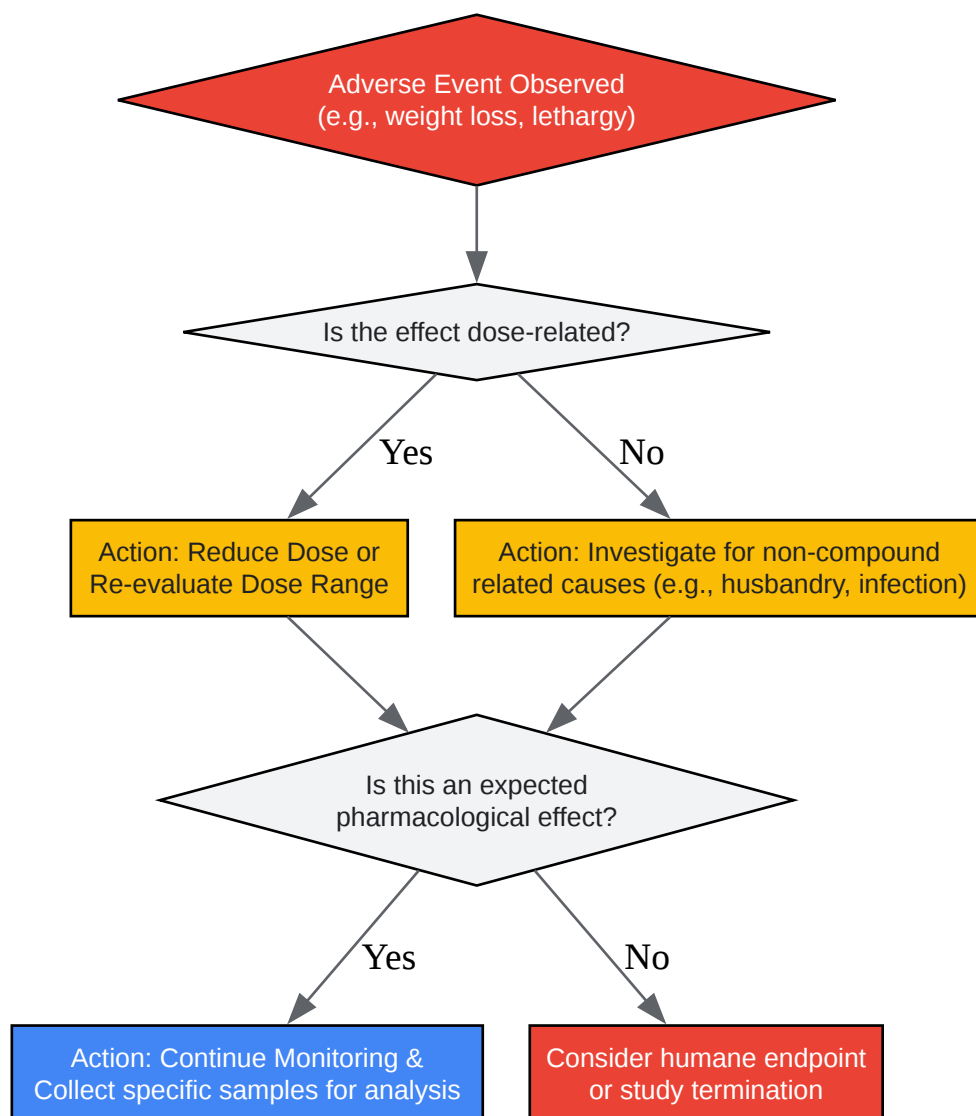 Adverse Event Observed
(e.g., weight loss, lethargy)
Is the effect dose-related?
Yes
No
Action: Reduce Dose or
Re-evaluate Dose Range
Action: Investigate for non-compound
related causes (e.g., husbandry, infection)
Is this an expected
pharmacological effect?
Yes
No
Action: Continue Monitoring &
Collect specific samples for analysis
Consider humane endpoint
or study termination